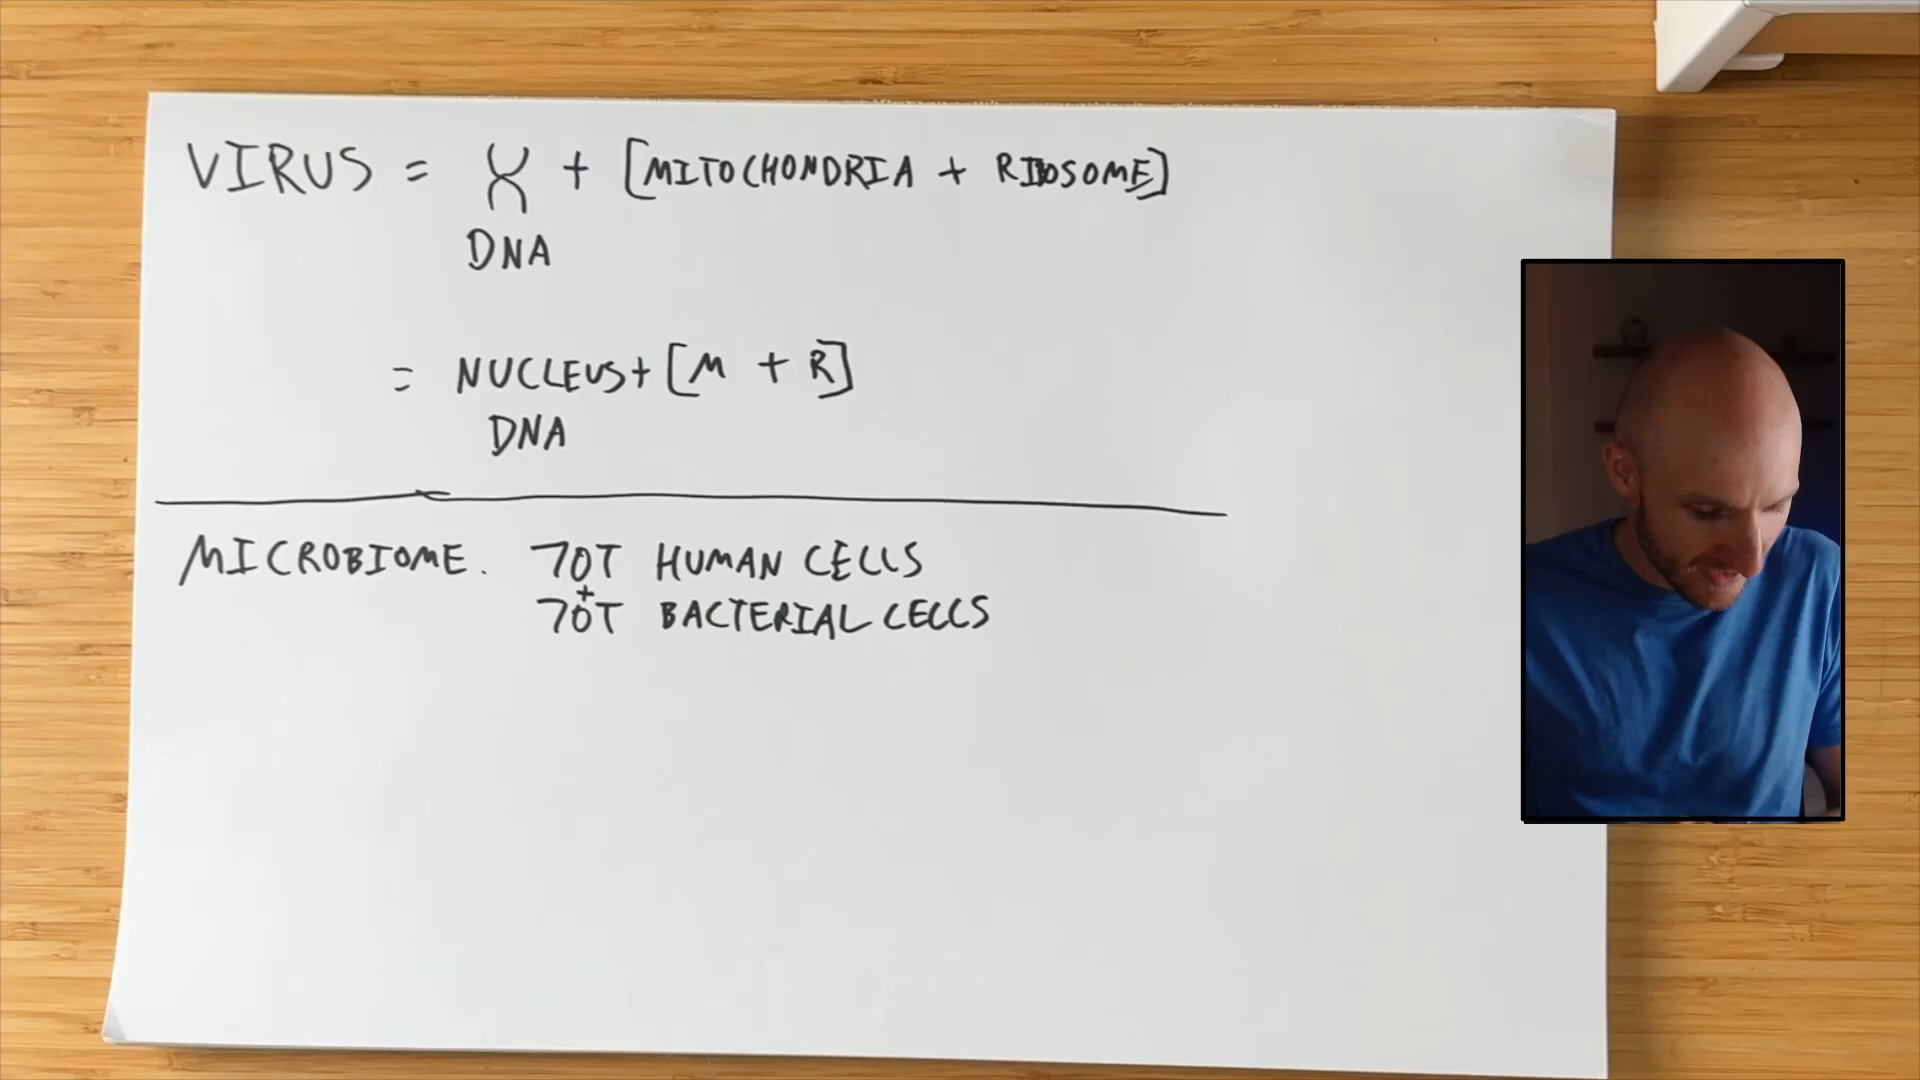 VIRUS = X + [MITOCHONDRIA + RIBOSOME]
DNA
= NUCLEUS + [M + R]
DNA
MICROBIOME. 70T HUMAN CELLS
+
70T BACTERIAL CELLS